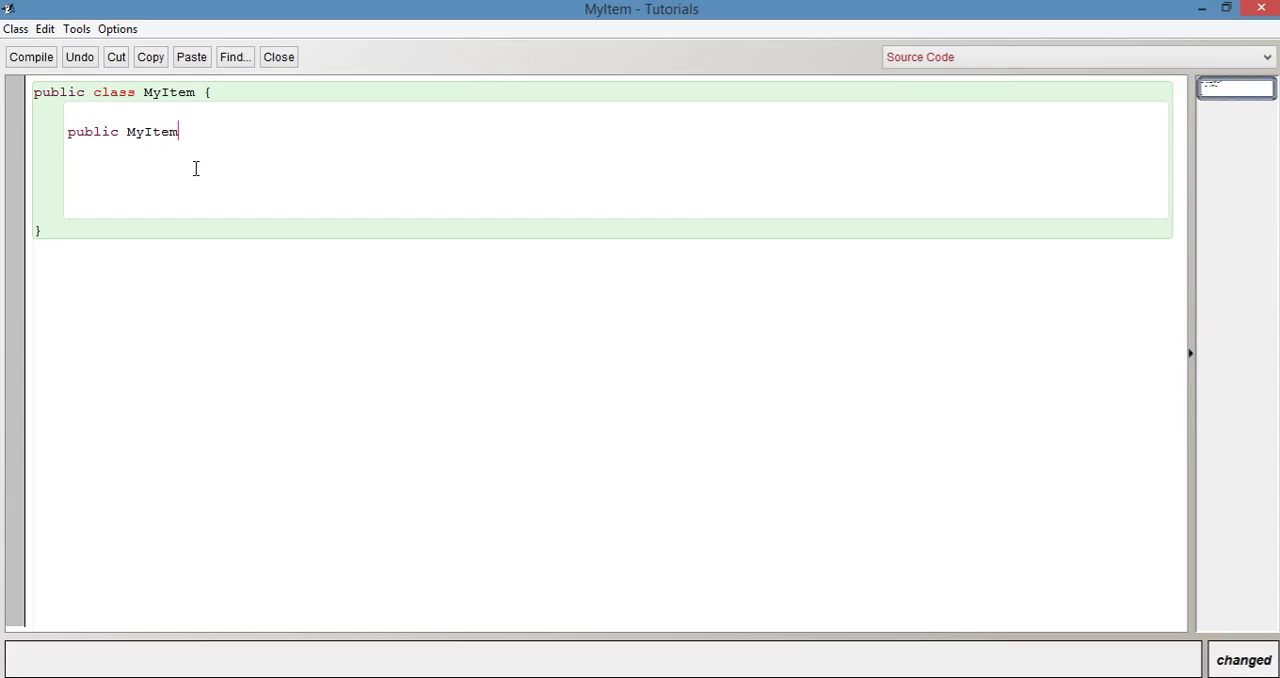 MyItem - Tutorials
Class Edit Tools Options
Compile Undo Cut Copy Paste Find... Close Source Code
public class MyItem {
public MyItem
}
changed